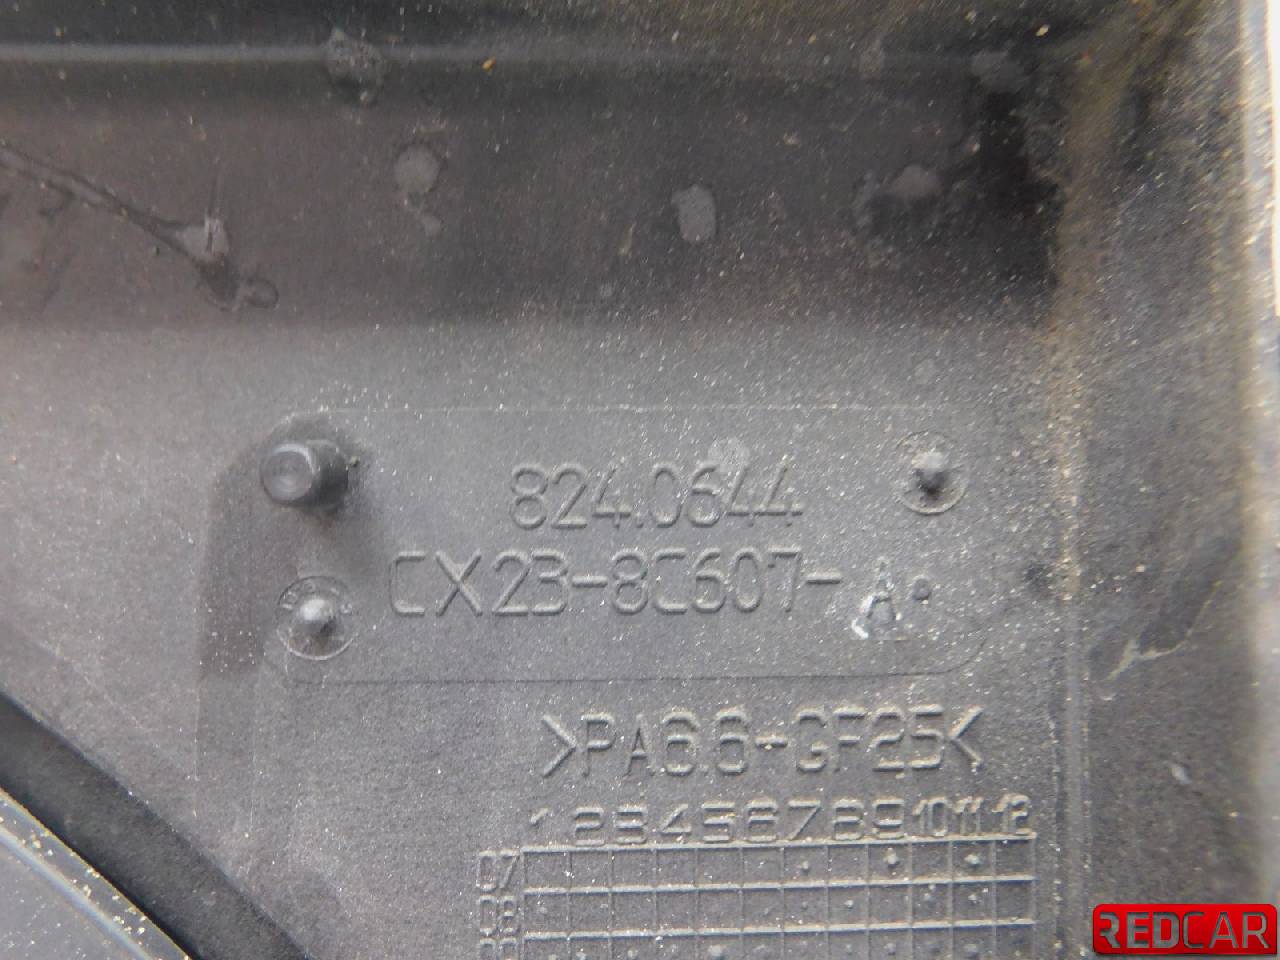 824.0644
CX23-8C607-A
>PA6.6-GF25<
1 2 3 4 5 6 7 8 9 10 11 12
07
08
REDCAR